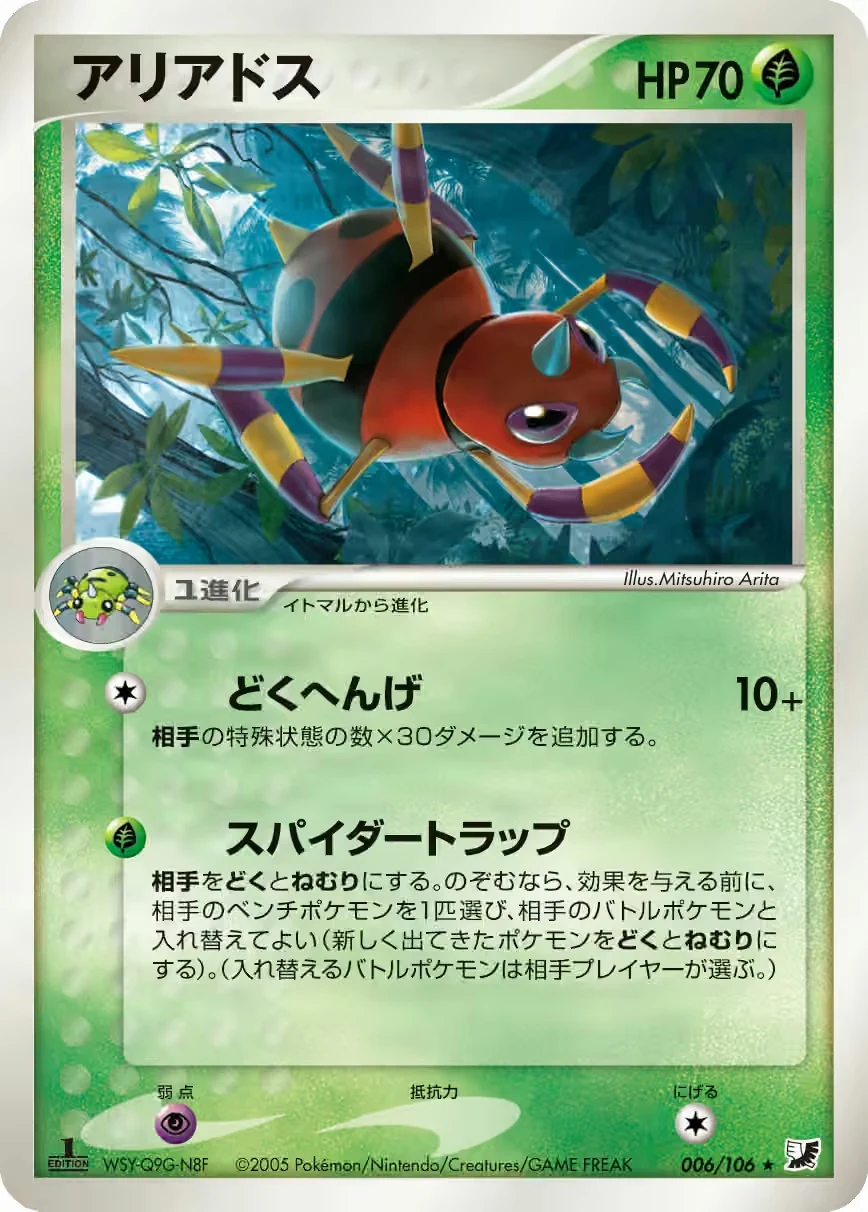 アリアドス HP70
Illus.Mitsuhiro Arita
1進化
イトマルから進化
どくへんげ 10+
相手の特殊状態の数×30ダメージを追加する。
スパイダートラップ
相手をどくとねむりにする。のぞむなら、効果を与える前に、
相手のベンチポケモンを1匹選び、相手のバトルポケモンと
入れ替えてよい(新しく出てきたポケモンをどくとねむりに
する)。(入れ替えるバトルポケモンは相手プレイヤーが選ぶ。)
弱点 抵抗力 にげる
1 EDITION WSY-Q9G-N8F ©2005 Pokémon/Nintendo/Creatures/GAME FREAK 006/106 ★